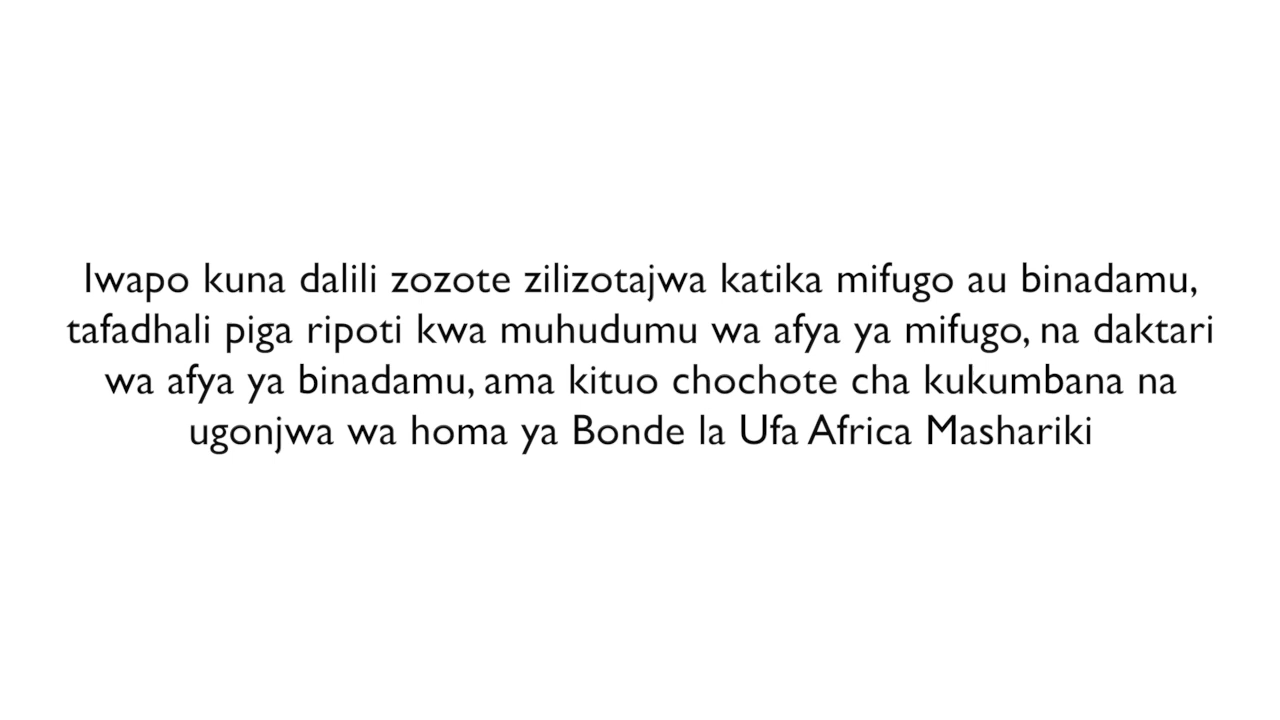 Iwapo kuna dalili zozote zilizotajwa katika mifugo au binadamu,
tafadhali piga ripoti kwa muhudumu wa afya ya mifugo, na daktari
wa afya ya binadamu, ama kituo chochote cha kukumbana na
ugonjwa wa homa ya Bonde la Ufa Africa Mashariki